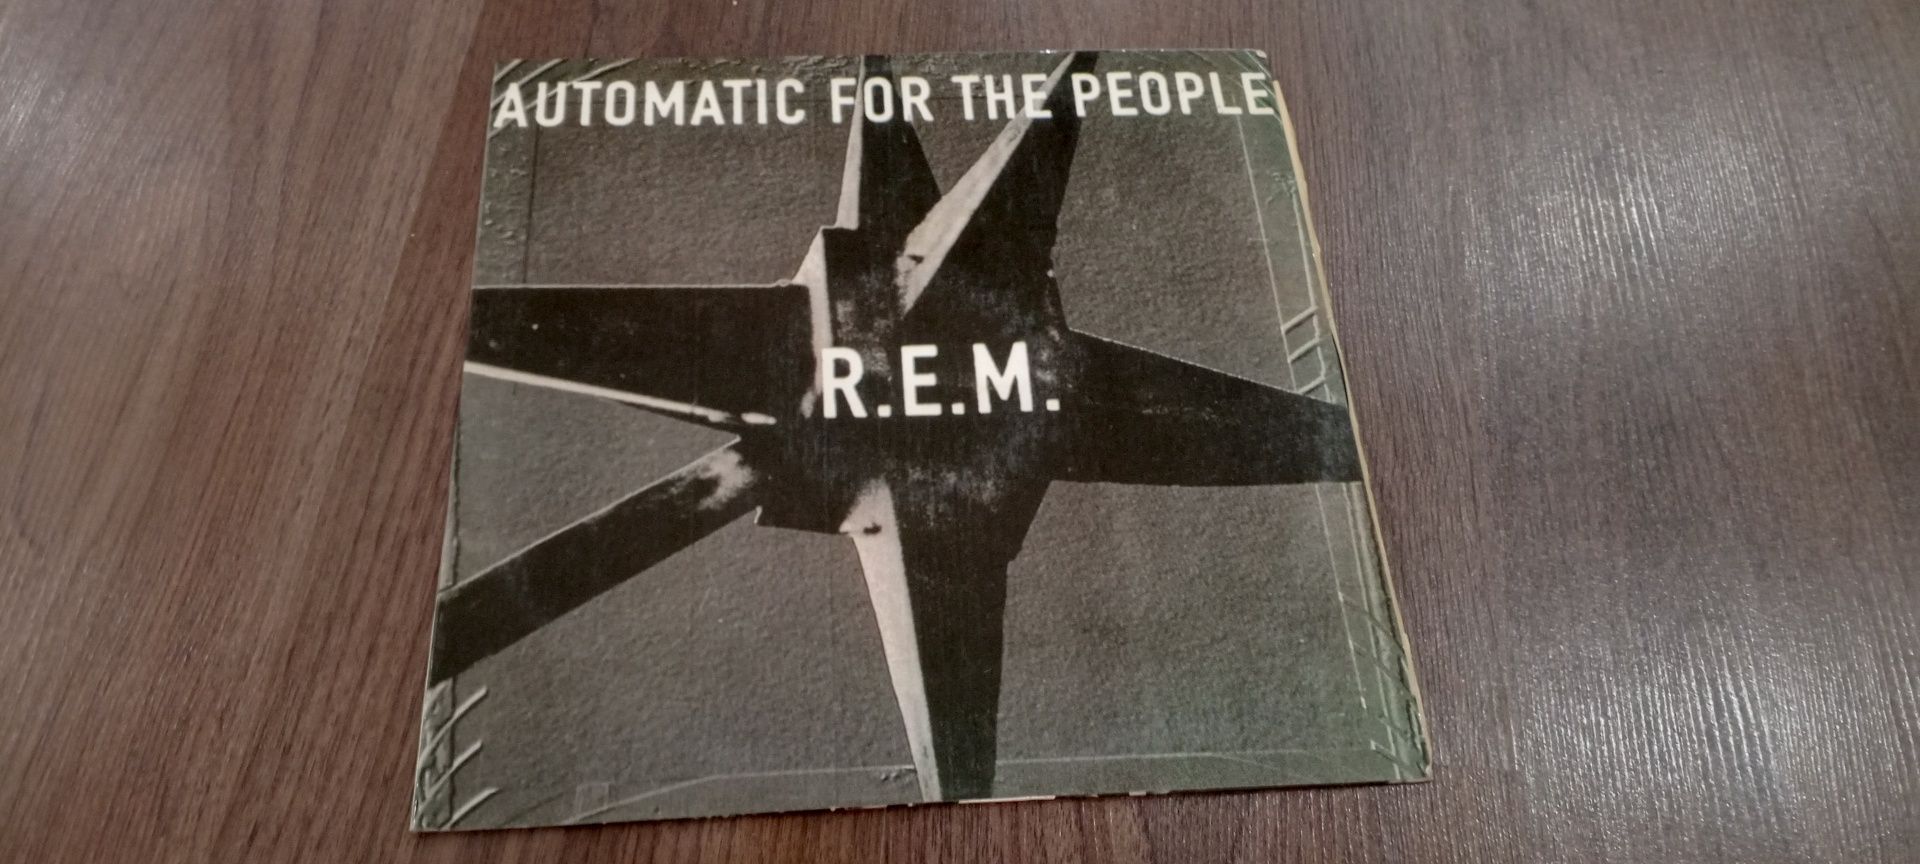 AUTOMATIC FOR THE PEOPLE
R.E.M.